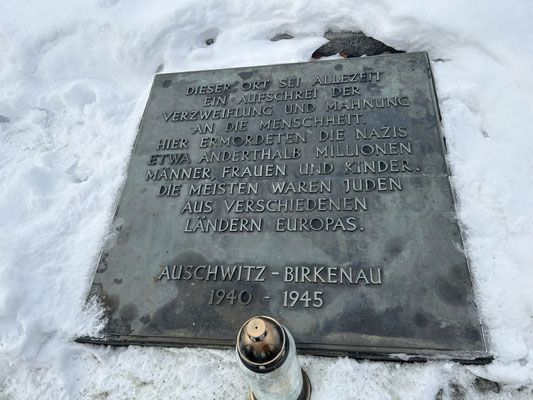 DIESER ORT SEI ALLEZEIT
EIN AUFSCHREI DER
VERZWEIFLUNG UND MAHNUNG
AN DIE MENSCHHEIT.
HIER ERMORDETEN DIE NAZIS
ETWA ANDERTHALB MILLIONEN
MÄNNER, FRAUEN UND KINDER.
DIE MEISTEN WAREN JUDEN
AUS VERSCHIEDENEN
LÄNDERN EUROPAS.
AUSCHWITZ - BIRKENAU
1940 - 1945